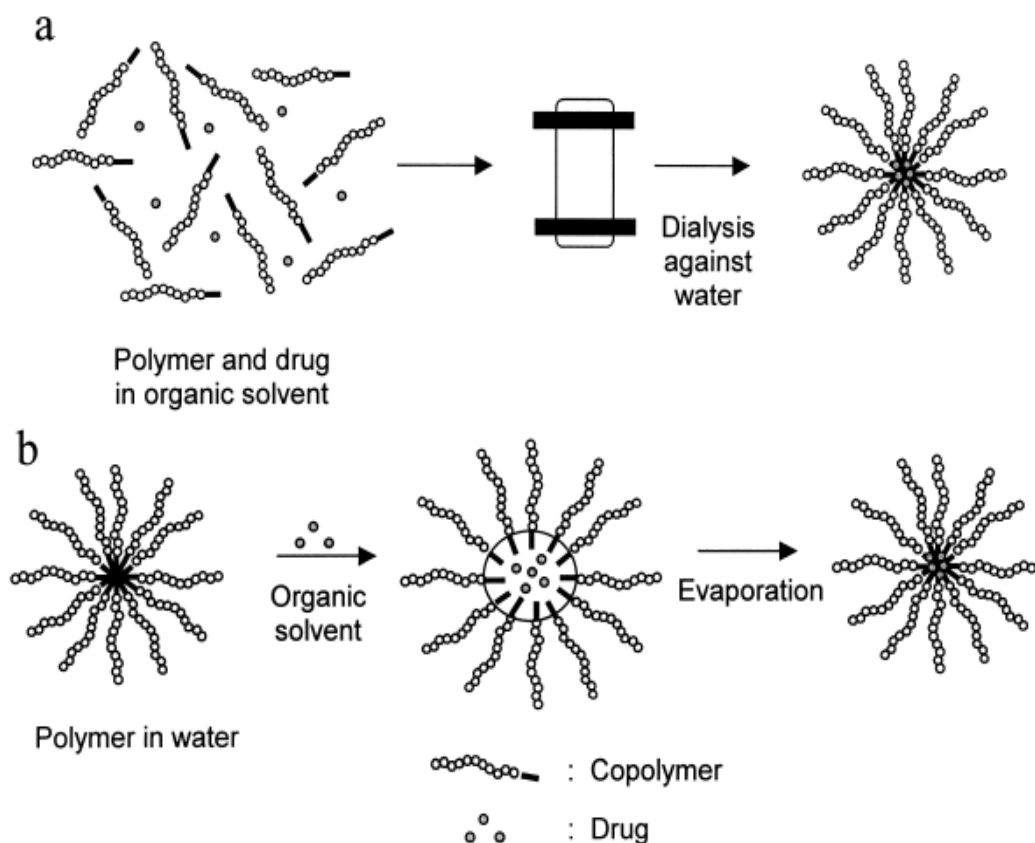 a
Dialysis
against
water
Polymer and drug
in organic solvent
b
Organic
solvent
Evaporation
Polymer in water
: Copolymer
: Drug